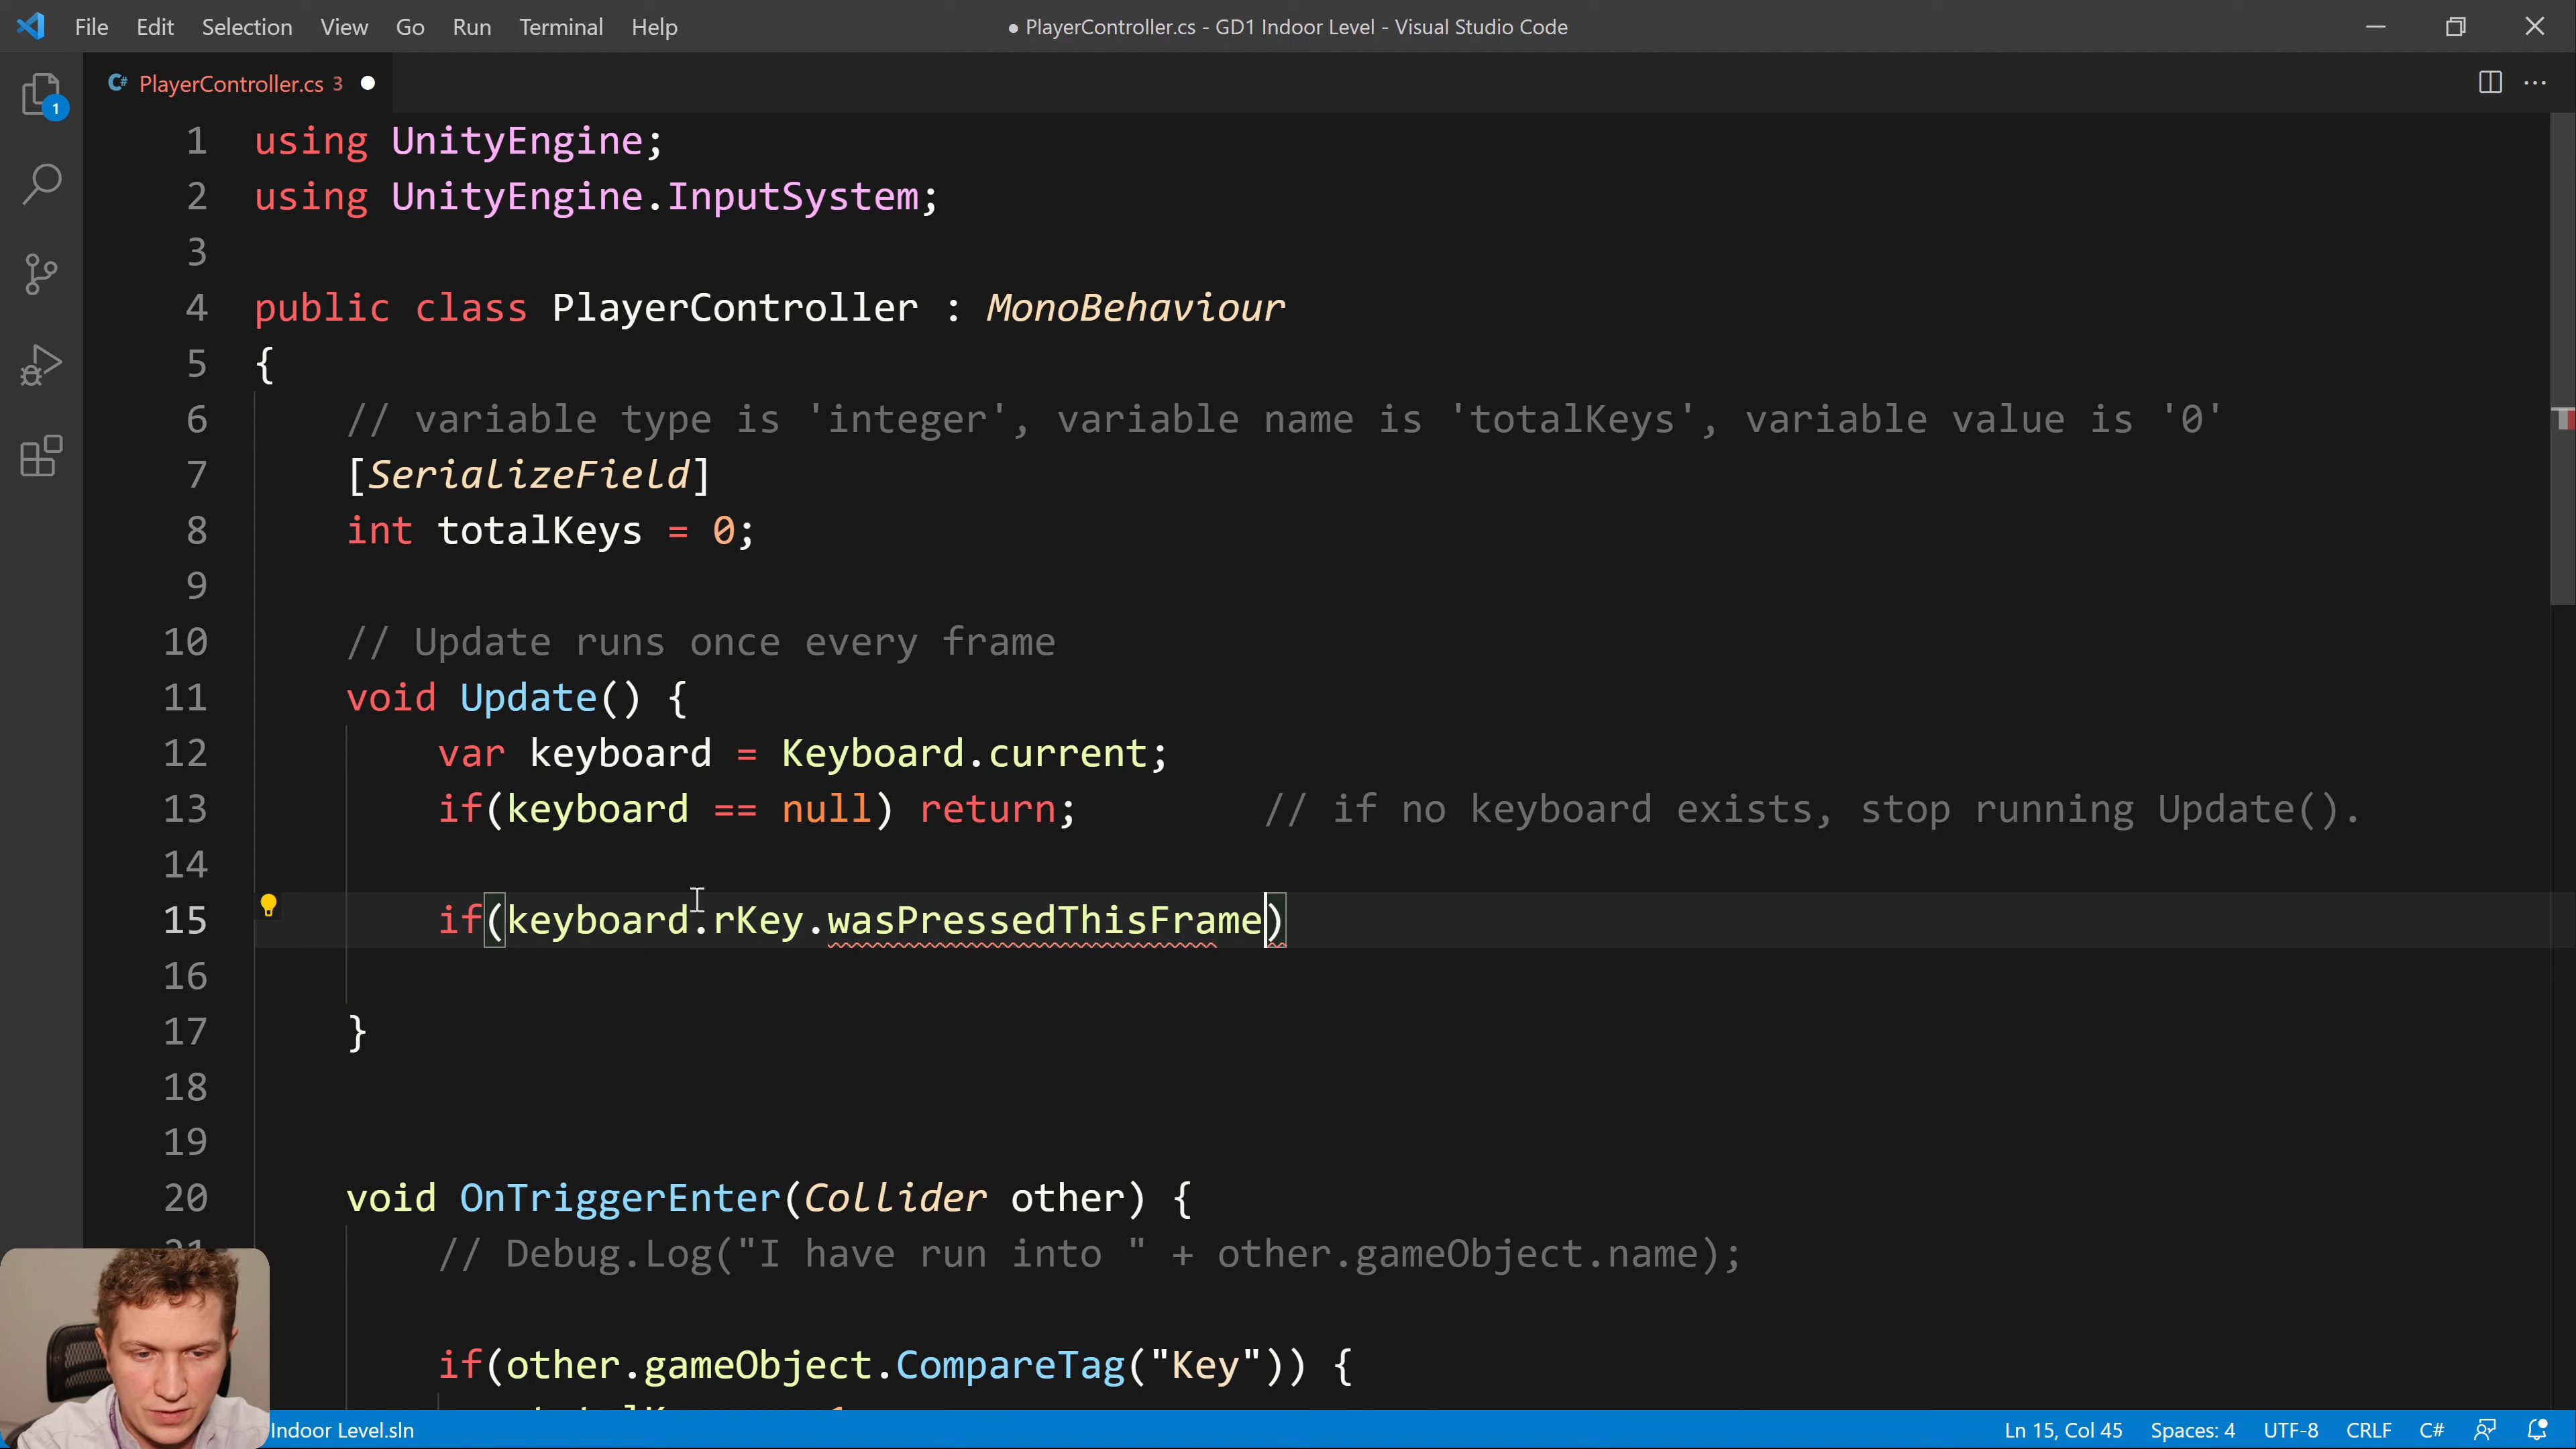 File Edit Selection View Go Run Terminal Help
● PlayerController.cs - GD1 Indoor Level - Visual Studio Code
1
C# PlayerController.cs 3 ●
1 using UnityEngine;
2 using UnityEngine.InputSystem;
3
4 public class PlayerController : MonoBehaviour
5 {
6 // variable type is 'integer', variable name is 'totalKeys', variable value is '0'
7 [SerializeField]
8 int totalKeys = 0;
9
10 // Update runs once every frame
11 void Update() {
12 var keyboard = Keyboard.current;
13 if(keyboard == null) return; // if no keyboard exists, stop running Update().
14
15 if(keyboard.rKey.wasPressedThisFrame)
16
17 }
18
19
20 void OnTriggerEnter(Collider other) {
// Debug.Log("I have run into " + other.gameObject.name);
if(other.gameObject.CompareTag("Key")) {
Indoor Level.sln Ln 15, Col 45 Spaces: 4 UTF-8 CRLF C#